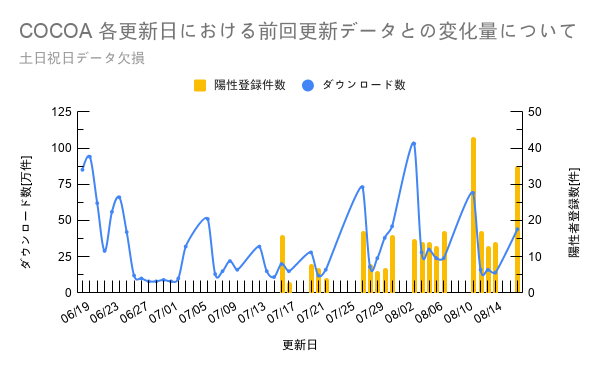 COCOA 各更新日における前回更新データとの変化量について
土日祝日データ欠損
陽性登録件数 ダウンロード数
ダウンロード数[万件]
125
100
75
50
25
0
陽性者登録数[件]
50
40
30
20
10
0
06/19 06/23 06/27 07/01 07/05 07/09 07/13 07/17 07/21 07/25 07/29 08/02 08/06 08/10 08/14
更新日